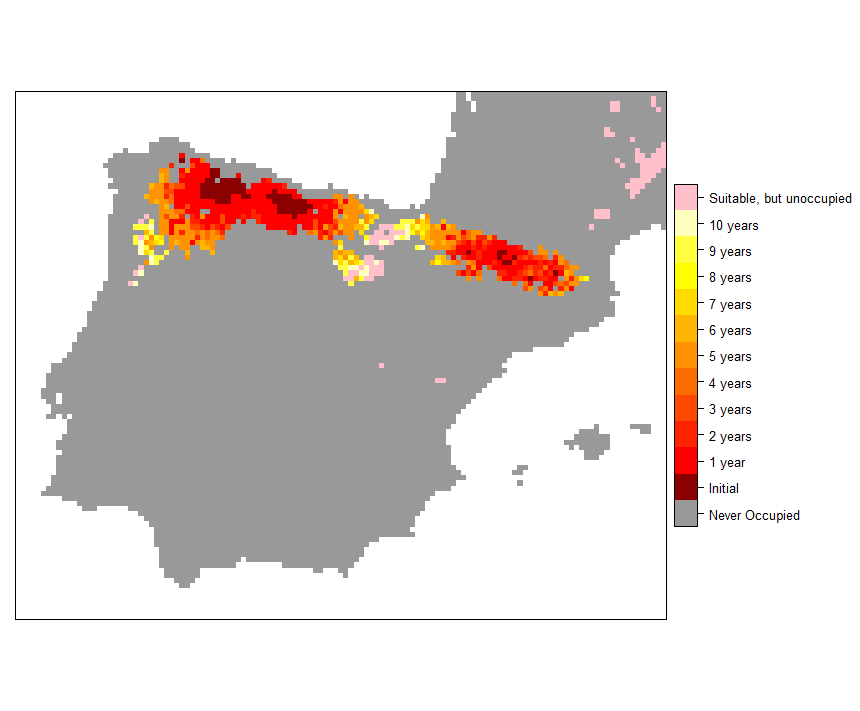 Suitable, but unoccupied
10 years
9 years
8 years
7 years
6 years
5 years
4 years
3 years
2 years
1 year
Initial
Never Occupied